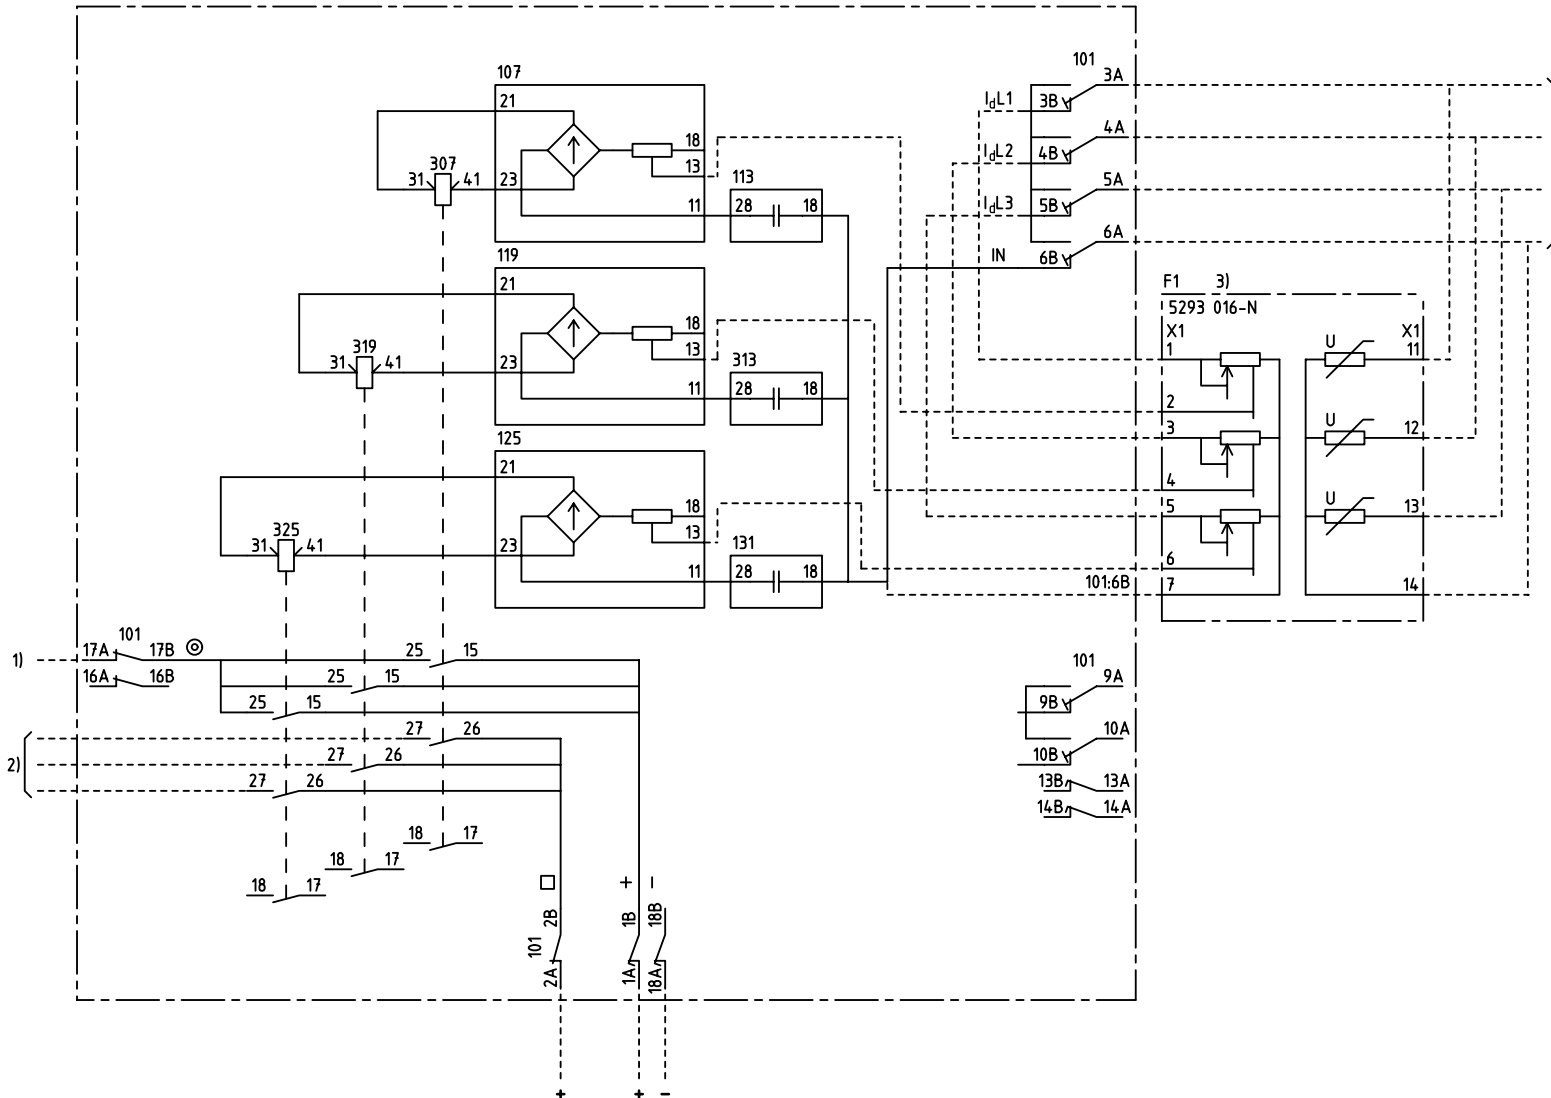 101
107
3A
21
IdL1
3B
4A
18
IdL2
4B
307
13
113
5A
31
41
23
IdL3
5B
11
28
18
6A
119
IN
6B
21
F1 3)
5293 016-N
18
X1
X1
U
319
13
313
1
11
31
41
23
11
28
18
2
U
125
3
12
21
4
U
18
5
13
325
13
131
31
41
23
6
11
28
18
101:6B
7
14
101
1)
17A
17B
25
15
101
16A
16B
25
15
9A
25
15
9B
27
26
10A
2)
27
26
10B
27
26
13B
13A
14B
14A
18
17
18
17
18
17
+
−
2B
1B
18B
101
2A
1A
18A
+
+
−